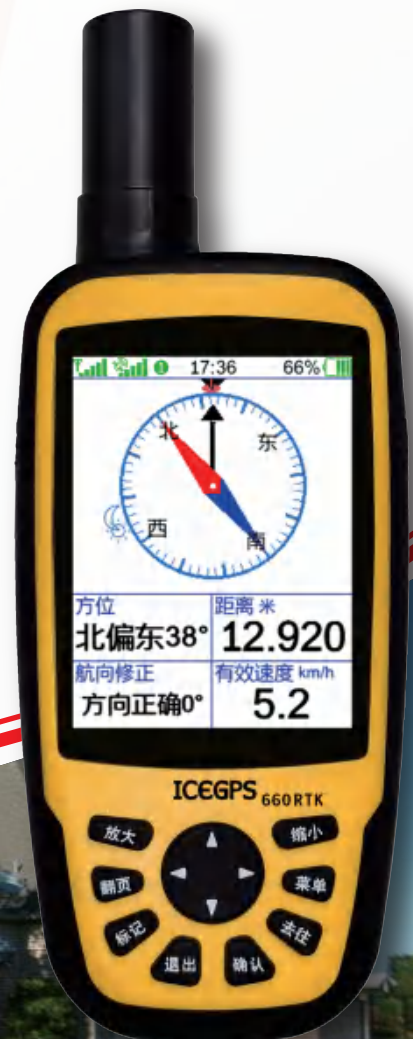 17:36 66%
北
东
西
南
方位
北偏东38°
距离 米
12.920
航向修正
方向正确0°
有效速度 km/h
5.2
ICEGPS 660RTK
放大
缩小
翻页
菜单
标记
去往
退出
确认